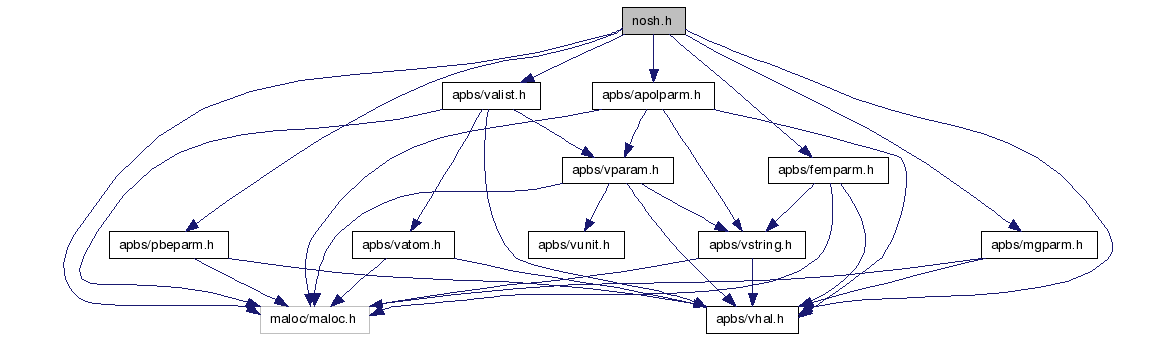 nosh.h
apbs/valist.h
apbs/apolparm.h
apbs/vparam.h
apbs/femparm.h
apbs/pbeparm.h
apbs/vatom.h
apbs/vunit.h
apbs/vstring.h
apbs/mgparm.h
maloc/maloc.h
apbs/vhal.h